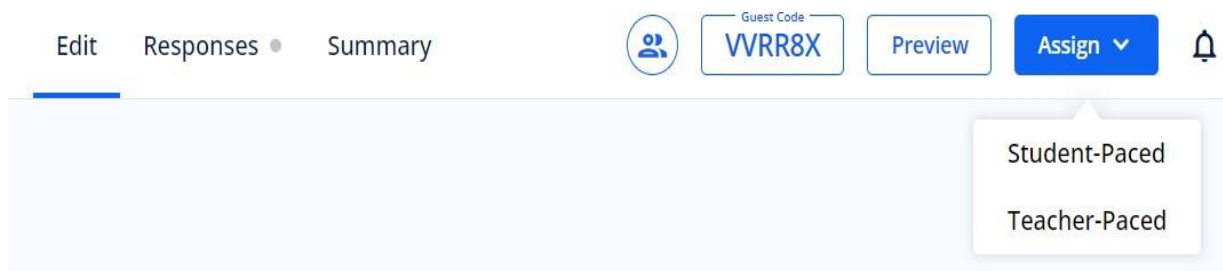 Edit Responses Summary Guest Code VVRR8X Preview Assign
Student-Paced
Teacher-Paced